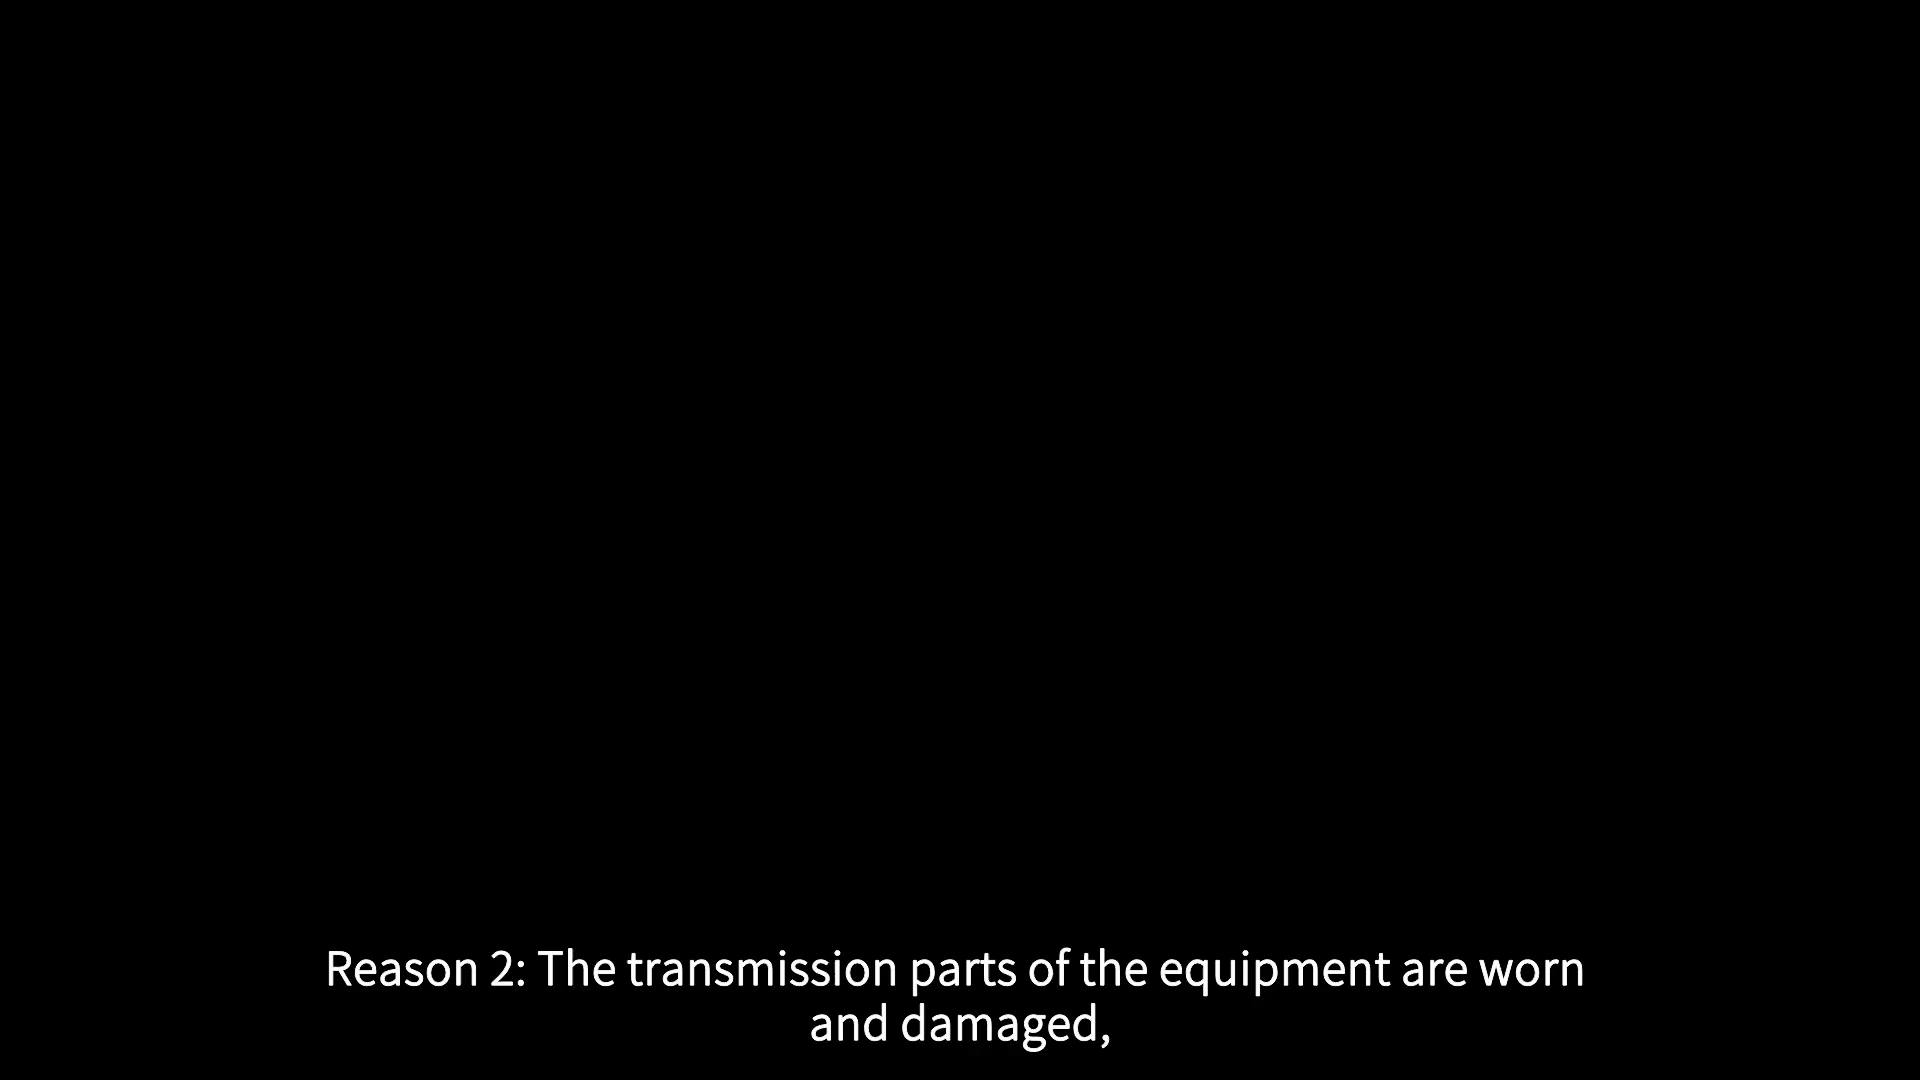 Reason 2: The transmission parts of the equipment are worn
and damaged,